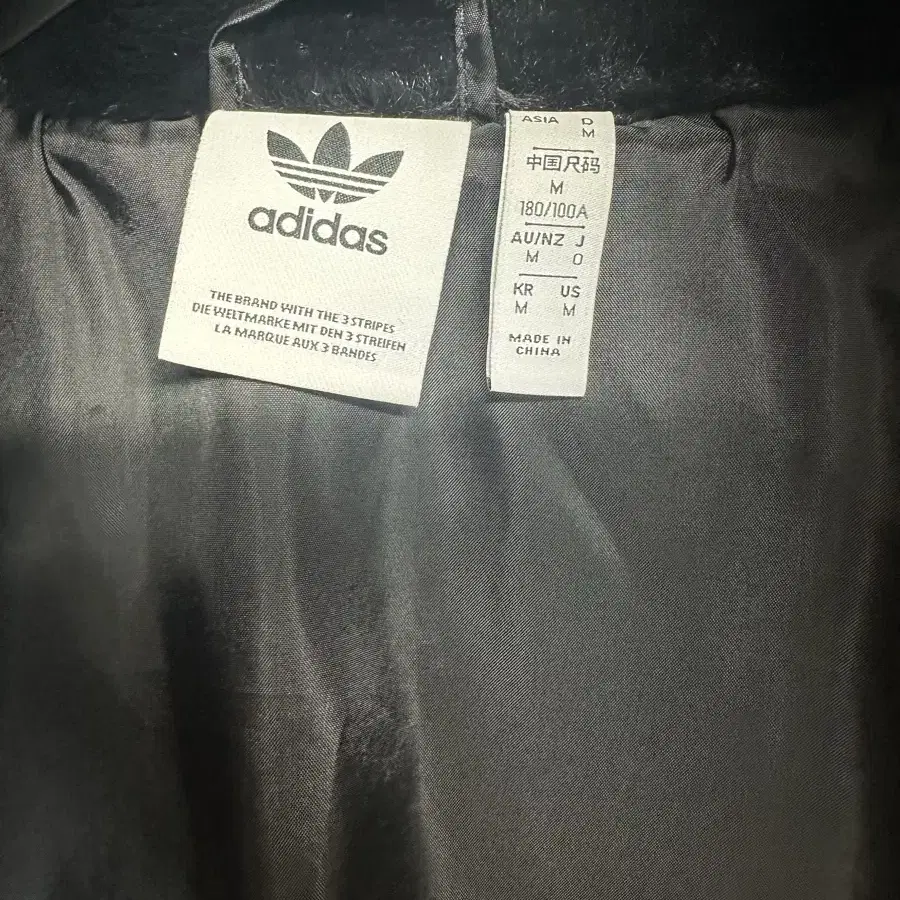 adidas
THE BRAND WITH THE 3 STRIPES
DIE WELTMARKE MIT DEN 3 STREIFEN
LA MARQUE AUX 3 BANDES
ASIA D
M
中国尺码
M
180/100A
AU/NZ J
M O
KR US
M M
MADE IN
CHINA